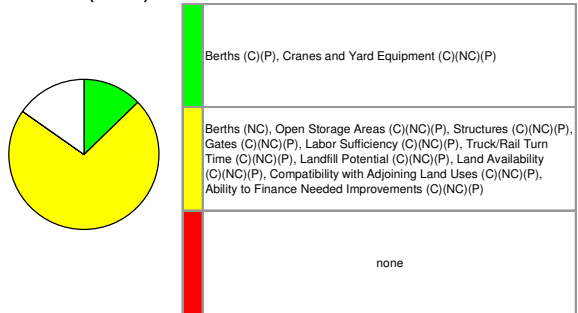 Berths (C)(P), Cranes and Yard Equipment (C)(NC)(P)
Berths (NC), Open Storage Areas (C)(NC)(P), Structures (C)(NC)(P),
Gates (C)(NC)(P), Labor Sufficiency (C)(NC)(P), Truck/Rail Turn
Time (C)(NC)(P), Landfill Potential (C)(NC)(P), Land Availability
(C)(NC)(P), Compatibility with Adjoining Land Uses (C)(NC)(P),
Ability to Finance Needed Improvements (C)(NC)(P)
none